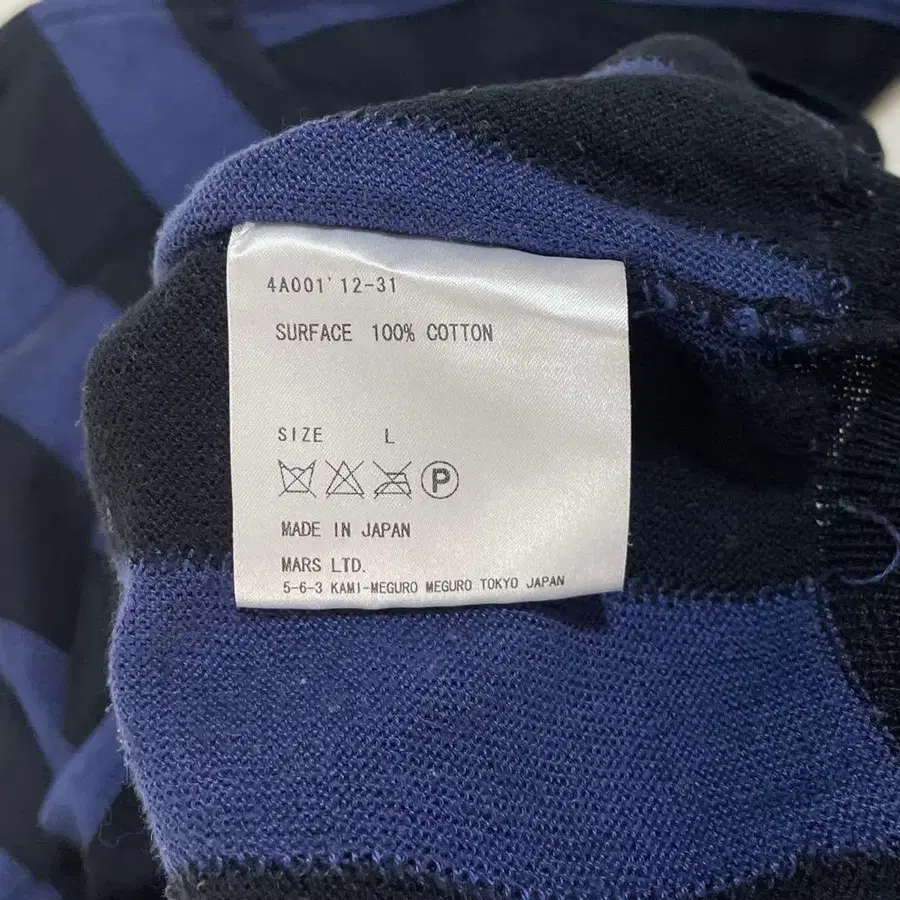 4A001'12-31
SURFACE 100% COTTON
SIZE L
P
MADE IN JAPAN
MARS LTD.
5-6-3 KAMI-MEGURO MEGURO TOKYO JAPAN